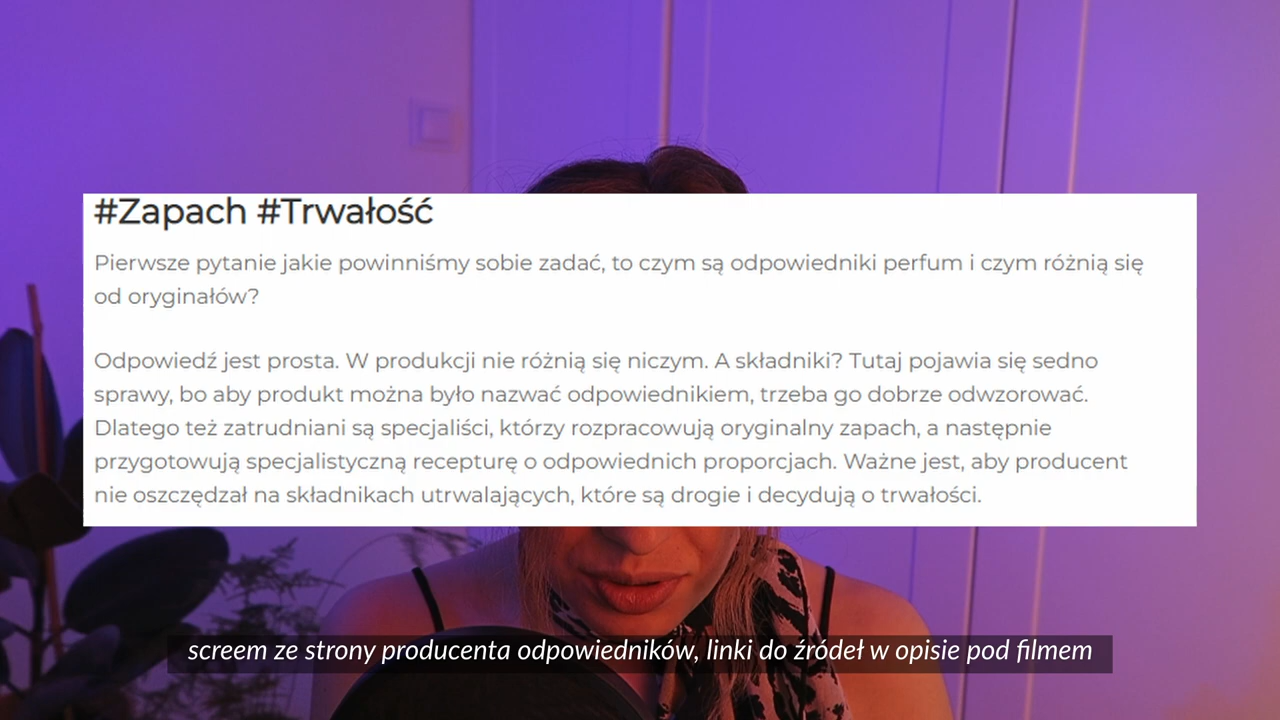 #Zapach #Trwałość
Pierwsze pytanie jakie powinniśmy sobie zadać, to czym są odpowiedniki perfum i czym różnią się
od oryginałów?
Odpowiedź jest prosta. W produkcji nie różnią się niczym. A składniki? Tutaj pojawia się sedno
sprawy, bo aby produkt można było nazwać odpowiednikiem, trzeba go dobrze odwzorować.
Dlatego też zatrudniani są specjaliści, którzy rozpracowują oryginalny zapach, a następnie
przygotowują specjalistyczną recepturę o odpowiednich proporcjach. Ważne jest, aby producent
nie oszczędzał na składnikach utrwalających, które są drogie i decydują o trwałości.
screem ze strony producenta odpowiedników, linki do źródeł w opisie pod filmem